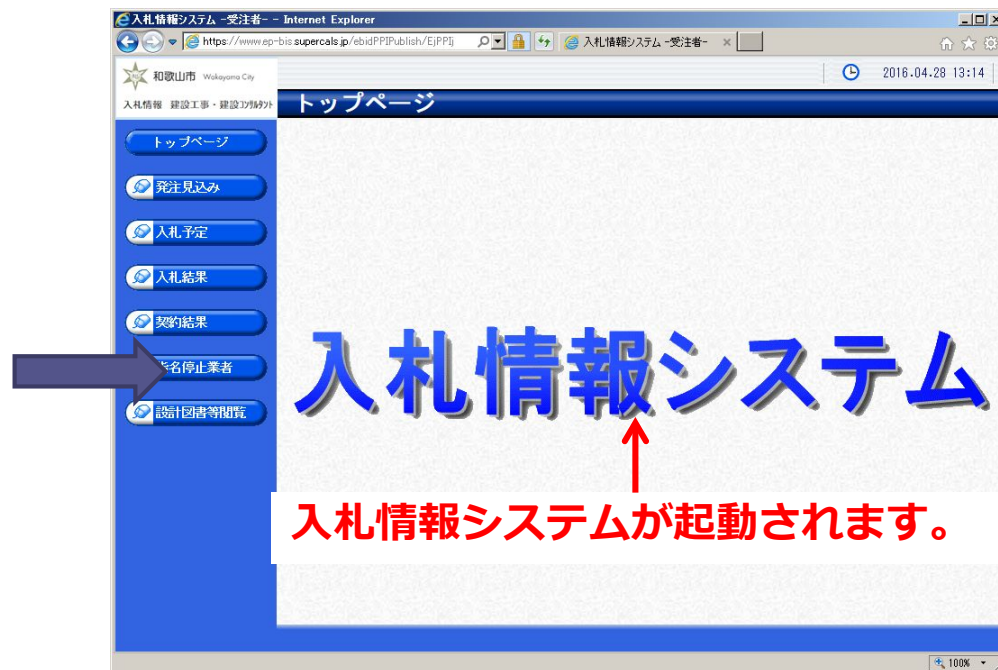 入札情報システム -受注者- - Internet Explorer
https://www.ep-bis.supercals.jp/ebidPPIPublish/EjPPIj
入札情報システム -受注者-
和歌山市 Wakayama City
2016.04.28 13:14
入札情報 建設工事・建設コンサルタント
トップページ
トップページ
発注見込み
入札予定
入札結果
契約結果
名停止業者
設計図書等閲覧
入札情報システム
入札情報システムが起動されます。
100%